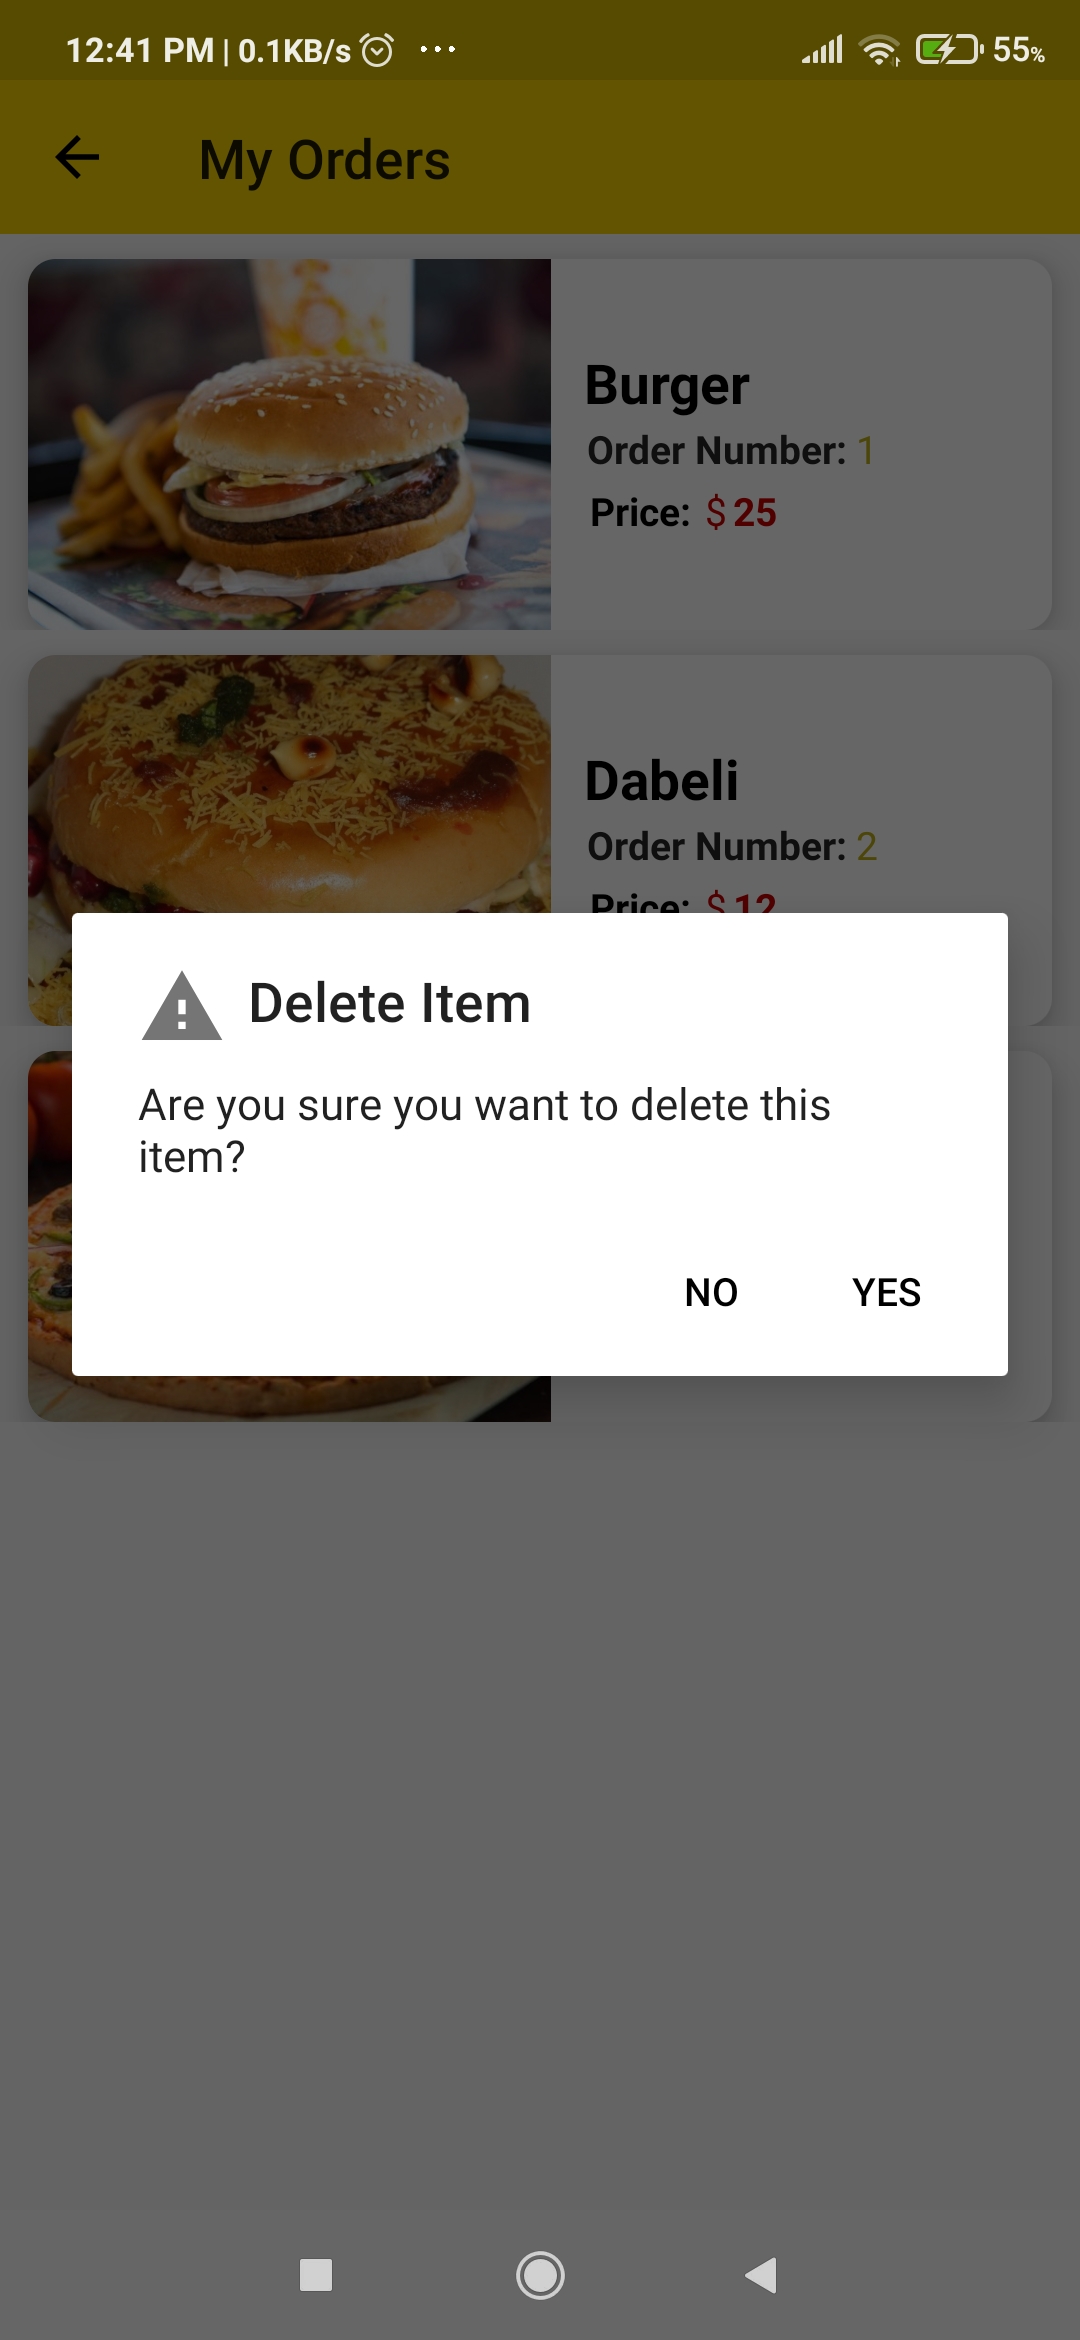 12:41 PM | 0.1KB/s ... 55%
My Orders
Burger
Order Number: 1
Price: $ 25
Dabeli
Order Number: 2
Price: $ 12
Delete Item
Are you sure you want to delete this
item?
NO YES